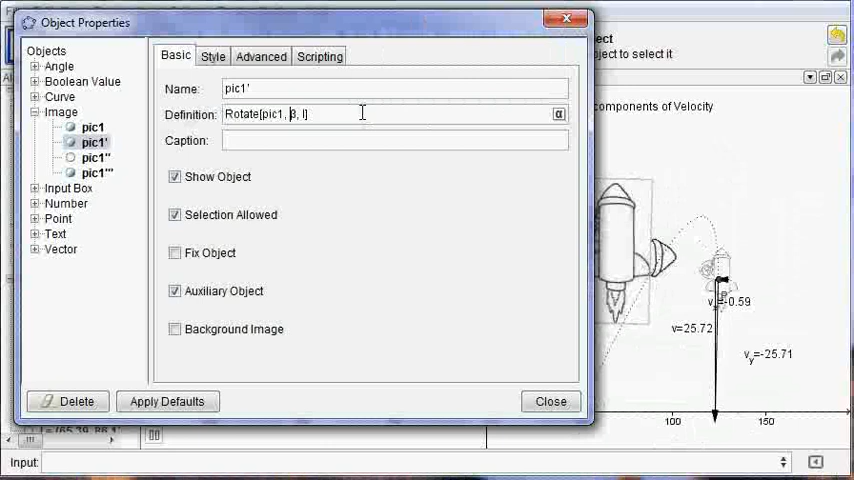 Object Properties
Objects
Angle
Boolean Value
Curve
Image
pic1
pic1'
pic1''
pic1'''
Input Box
Number
Point
Text
Vector
Basic
Style
Advanced
Scripting
Name:
pic1'
Definition:
Rotate[pic1, β, I]
α
Caption:
Show Object
Selection Allowed
Fix Object
Auxiliary Object
Background Image
Delete
Apply Defaults
Close
ject
bject to select it
components of Velocity
=-0.59
v=25.72
vy=-25.71
100
150
Input: